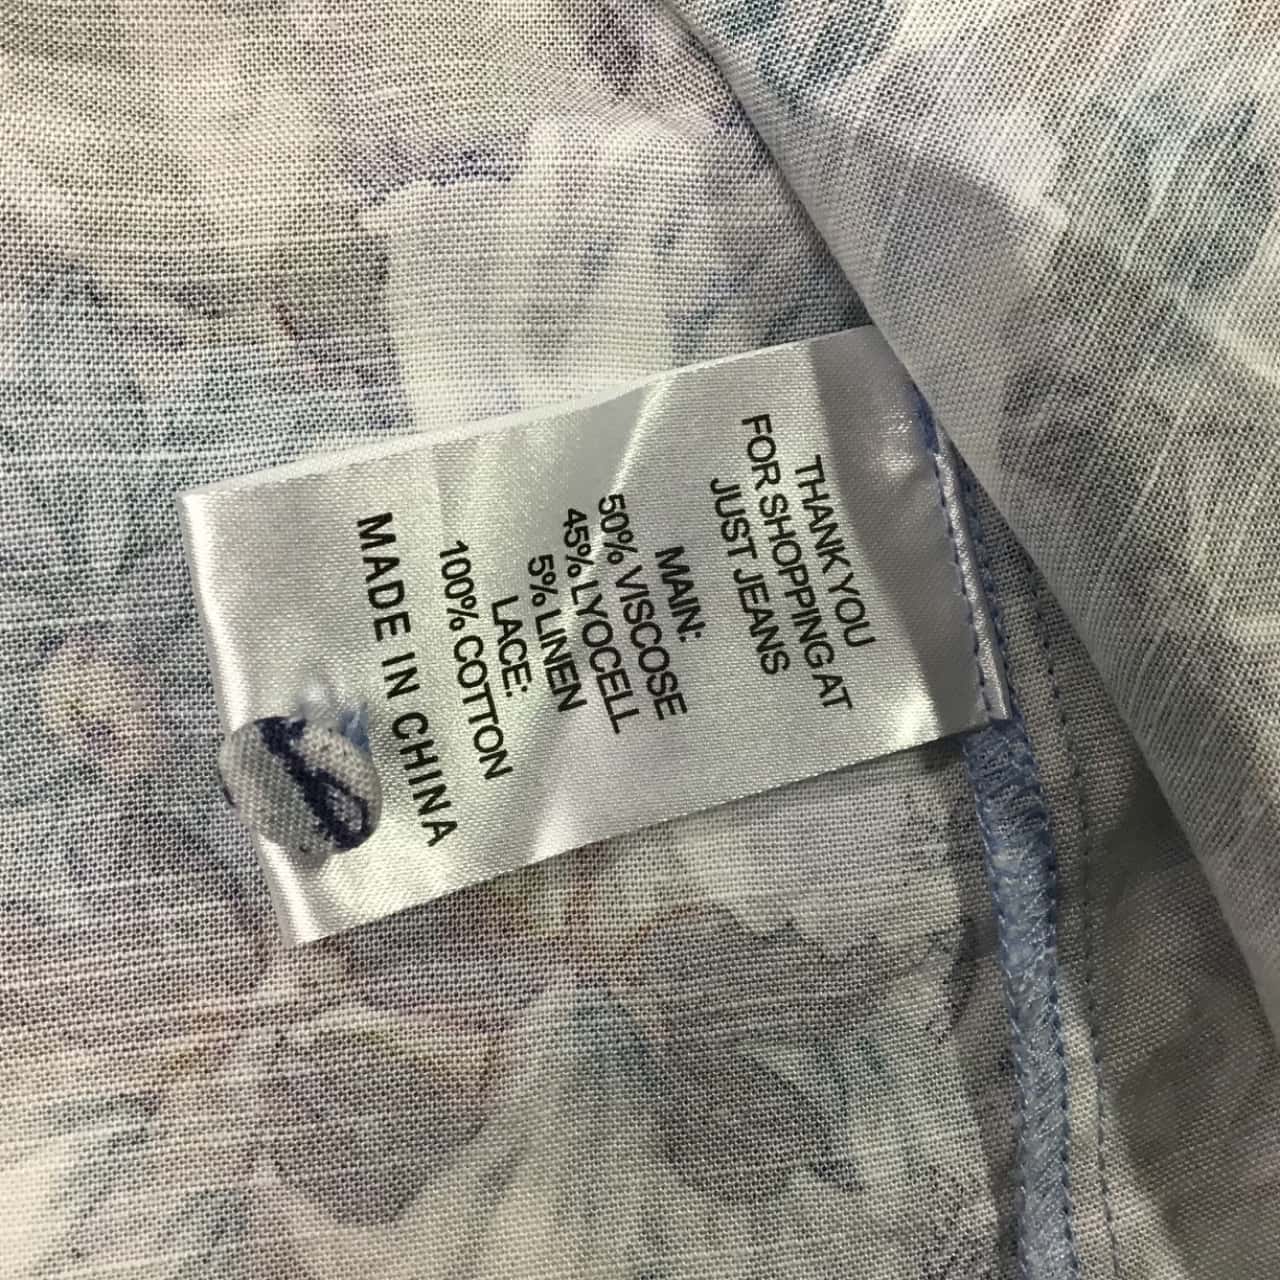 THANK YOU
FOR SHOPPING AT
JUST JEANS
MAIN:
50% VISCOSE
45% LYOCELL
5% LINEN
LACE:
100% COTTON
MADE IN CHINA